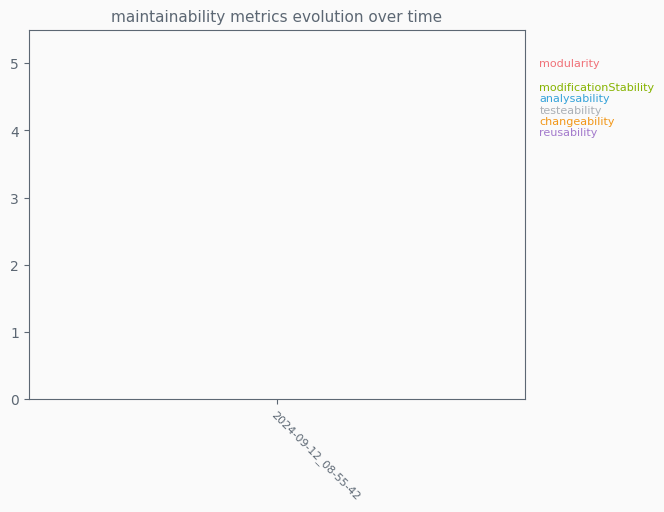 maintainability metrics evolution over time
5
4
3
2
1
0
2024-09-12_08-55-42
modularity
modificationStability
analysability
testeability
changeability
reusability